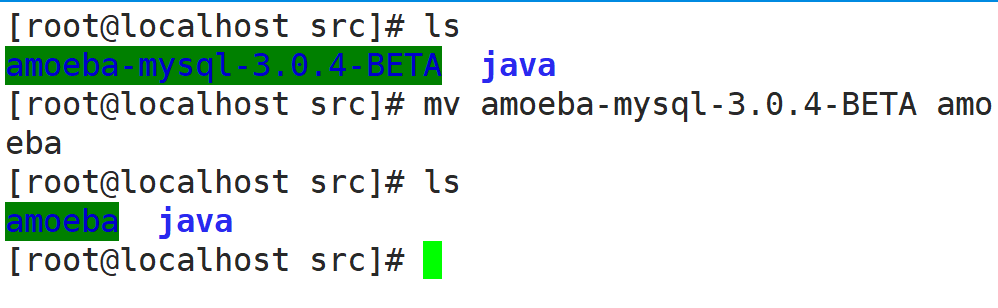 [root@localhost src]# ls
amoeba-mysql-3.0.4-BETA  java
[root@localhost src]# mv amoeba-mysql-3.0.4-BETA amo
eba
[root@localhost src]# ls
amoeba  java
[root@localhost src]#